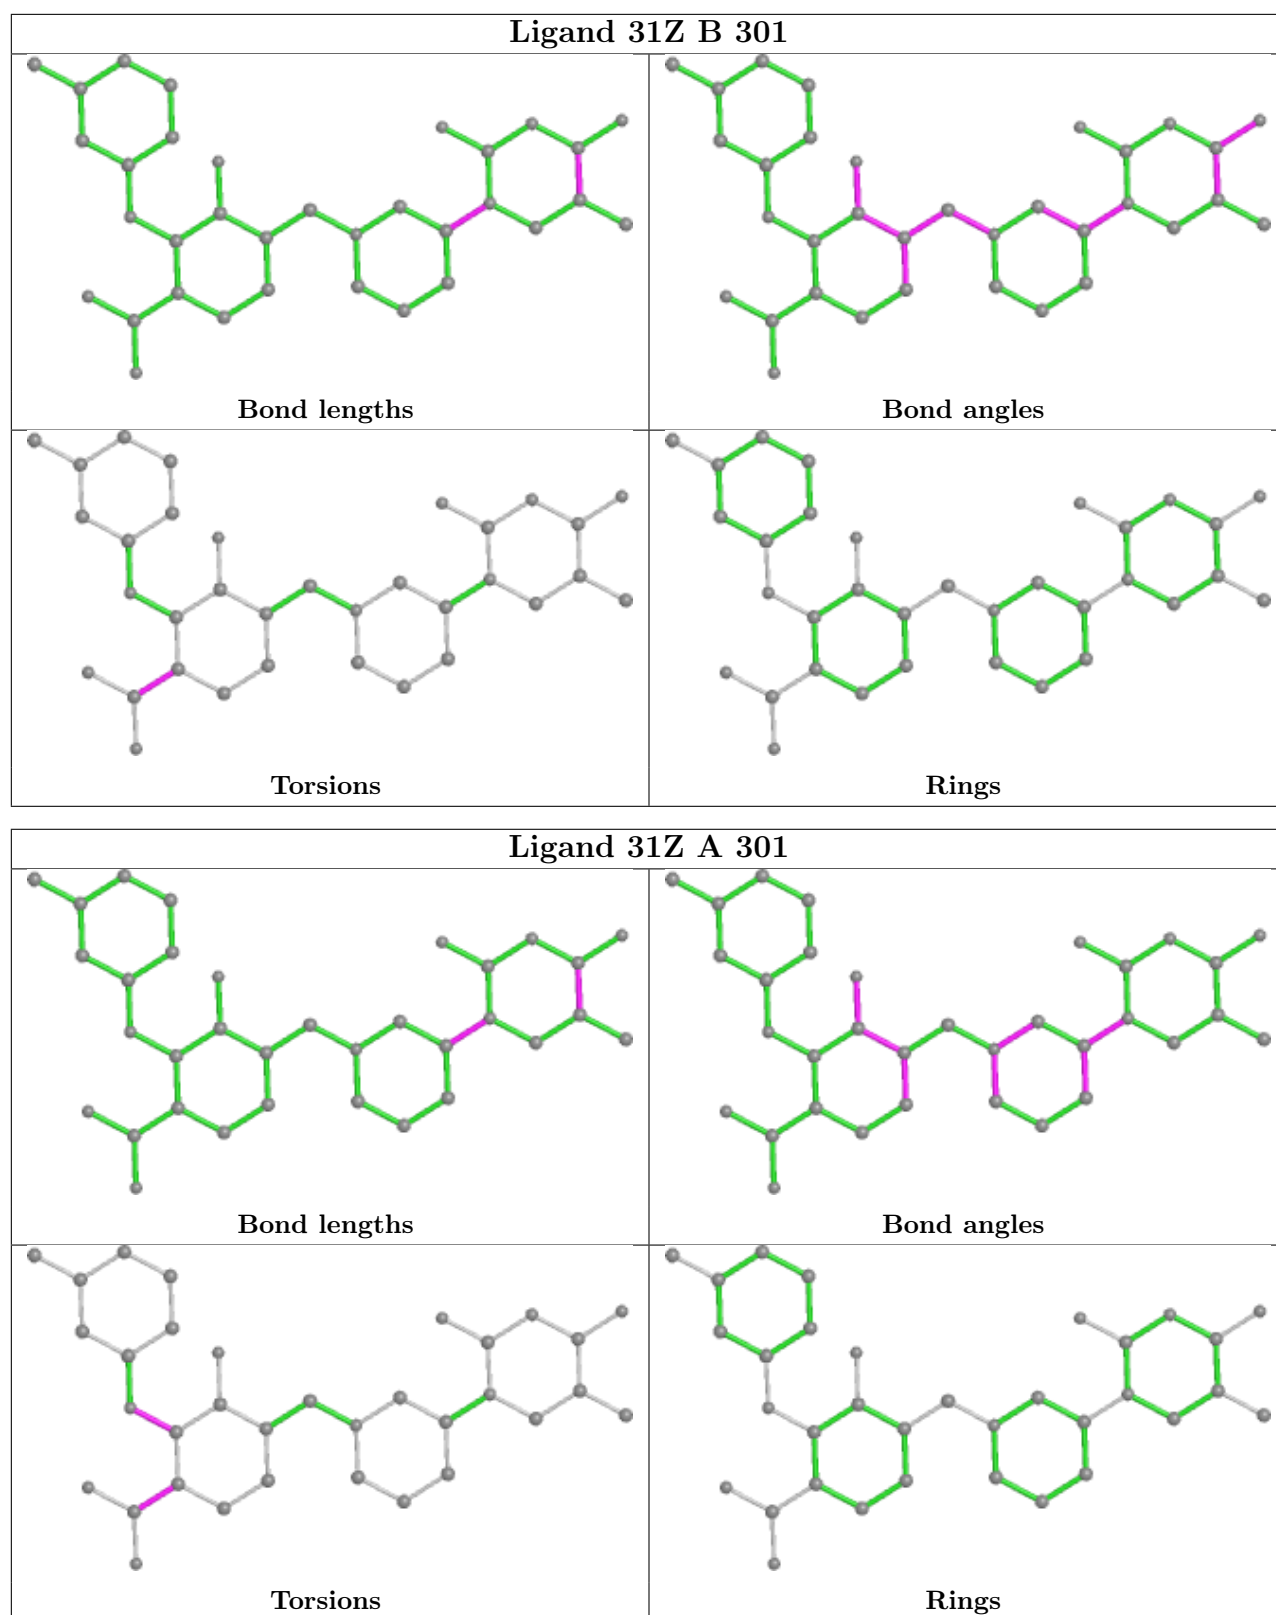 Ligand 31Z B 301
Bond lengths
Bond angles
Torsions
Rings
Ligand 31Z A 301
Bond lengths
Bond angles
Torsions
Rings